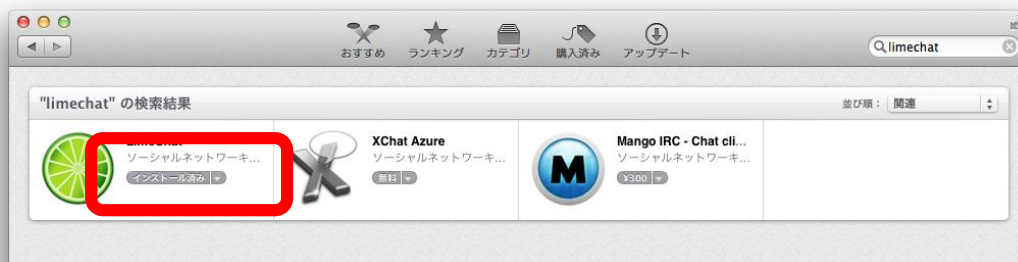 おすすめ ランキング カテゴリ 購入済み アップデート
limechat
"limechat" の検索結果
並び順： 関連
ソーシャルネットワーキ...
インストール済み
XChat Azure
ソーシャルネットワーキ...
無料
Mango IRC - Chat cli...
ソーシャルネットワーキ...
¥300